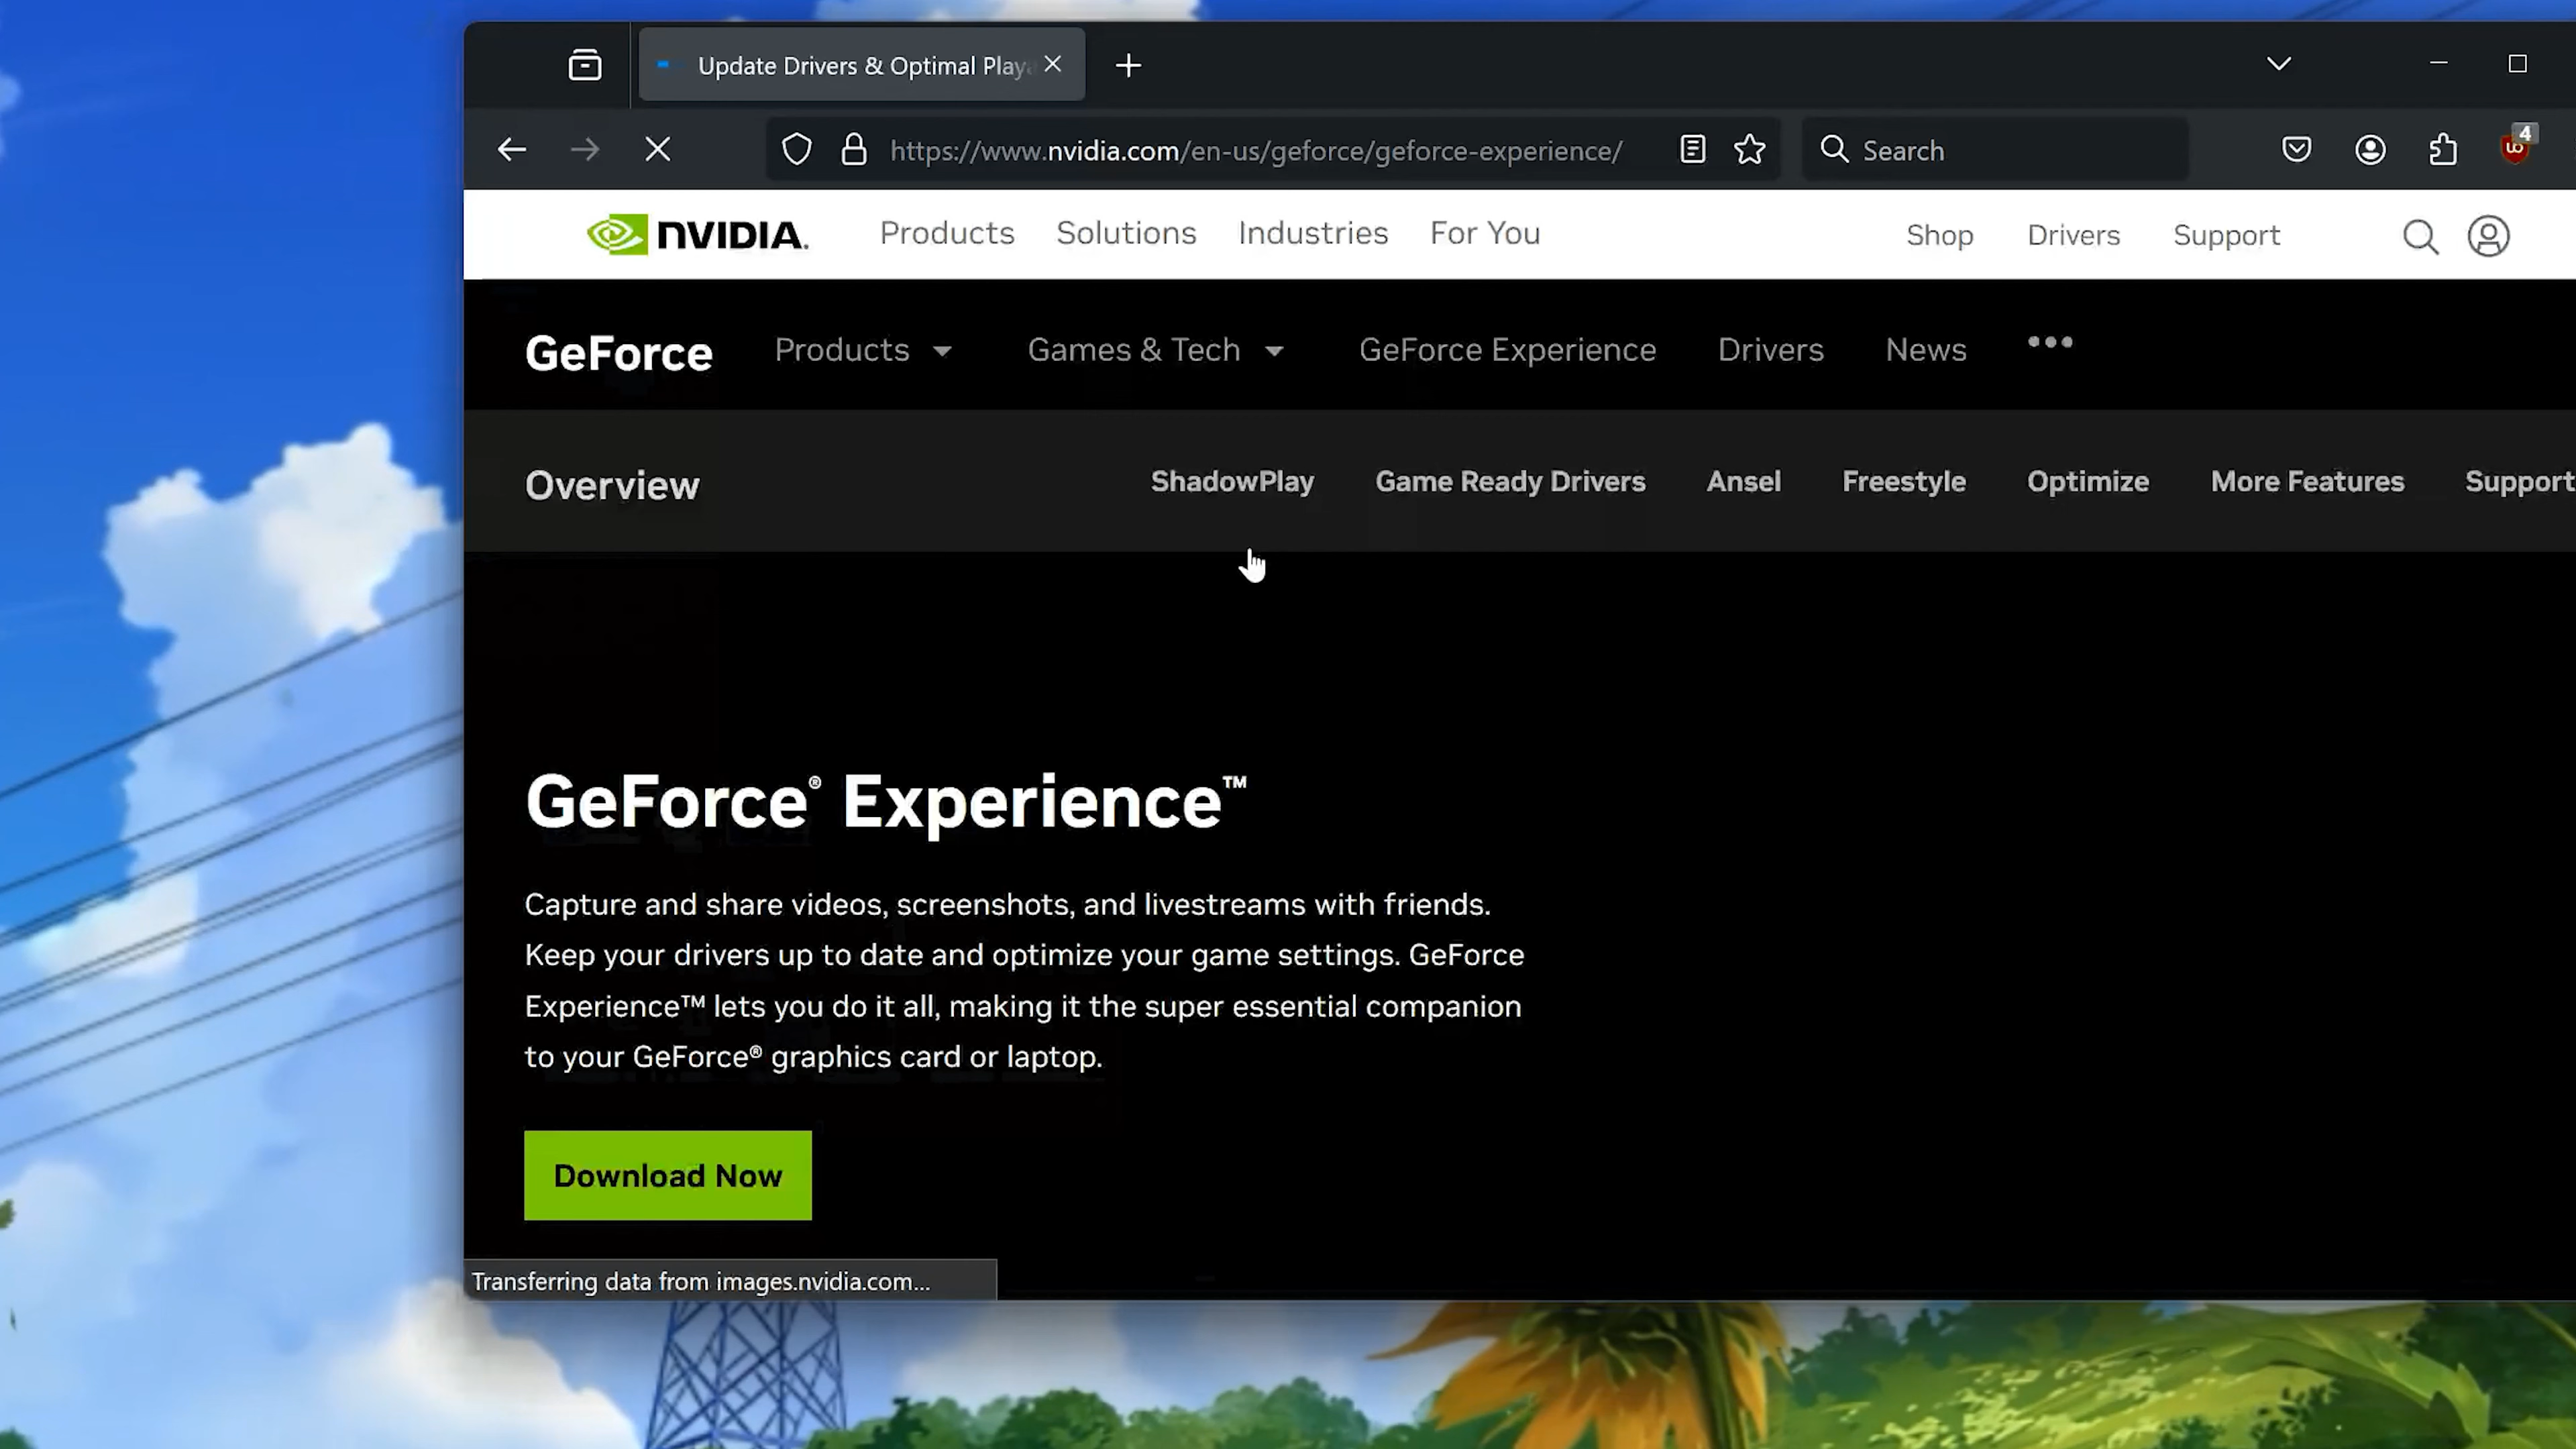 Update Drivers & Optimal Play
https://www.nvidia.com/en-us/geforce/geforce-experience/
Search
4
NVIDIA.
Products
Solutions
Industries
For You
Shop
Drivers
Support
GeForce
Products
Games & Tech
GeForce Experience
Drivers
News
Overview
ShadowPlay
Game Ready Drivers
Ansel
Freestyle
Optimize
More Features
Support
GeForce® Experience™
Capture and share videos, screenshots, and livestreams with friends.
Keep your drivers up to date and optimize your game settings. GeForce
Experience™ lets you do it all, making it the super essential companion
to your GeForce® graphics card or laptop.
Download Now
Transferring data from images.nvidia.com...